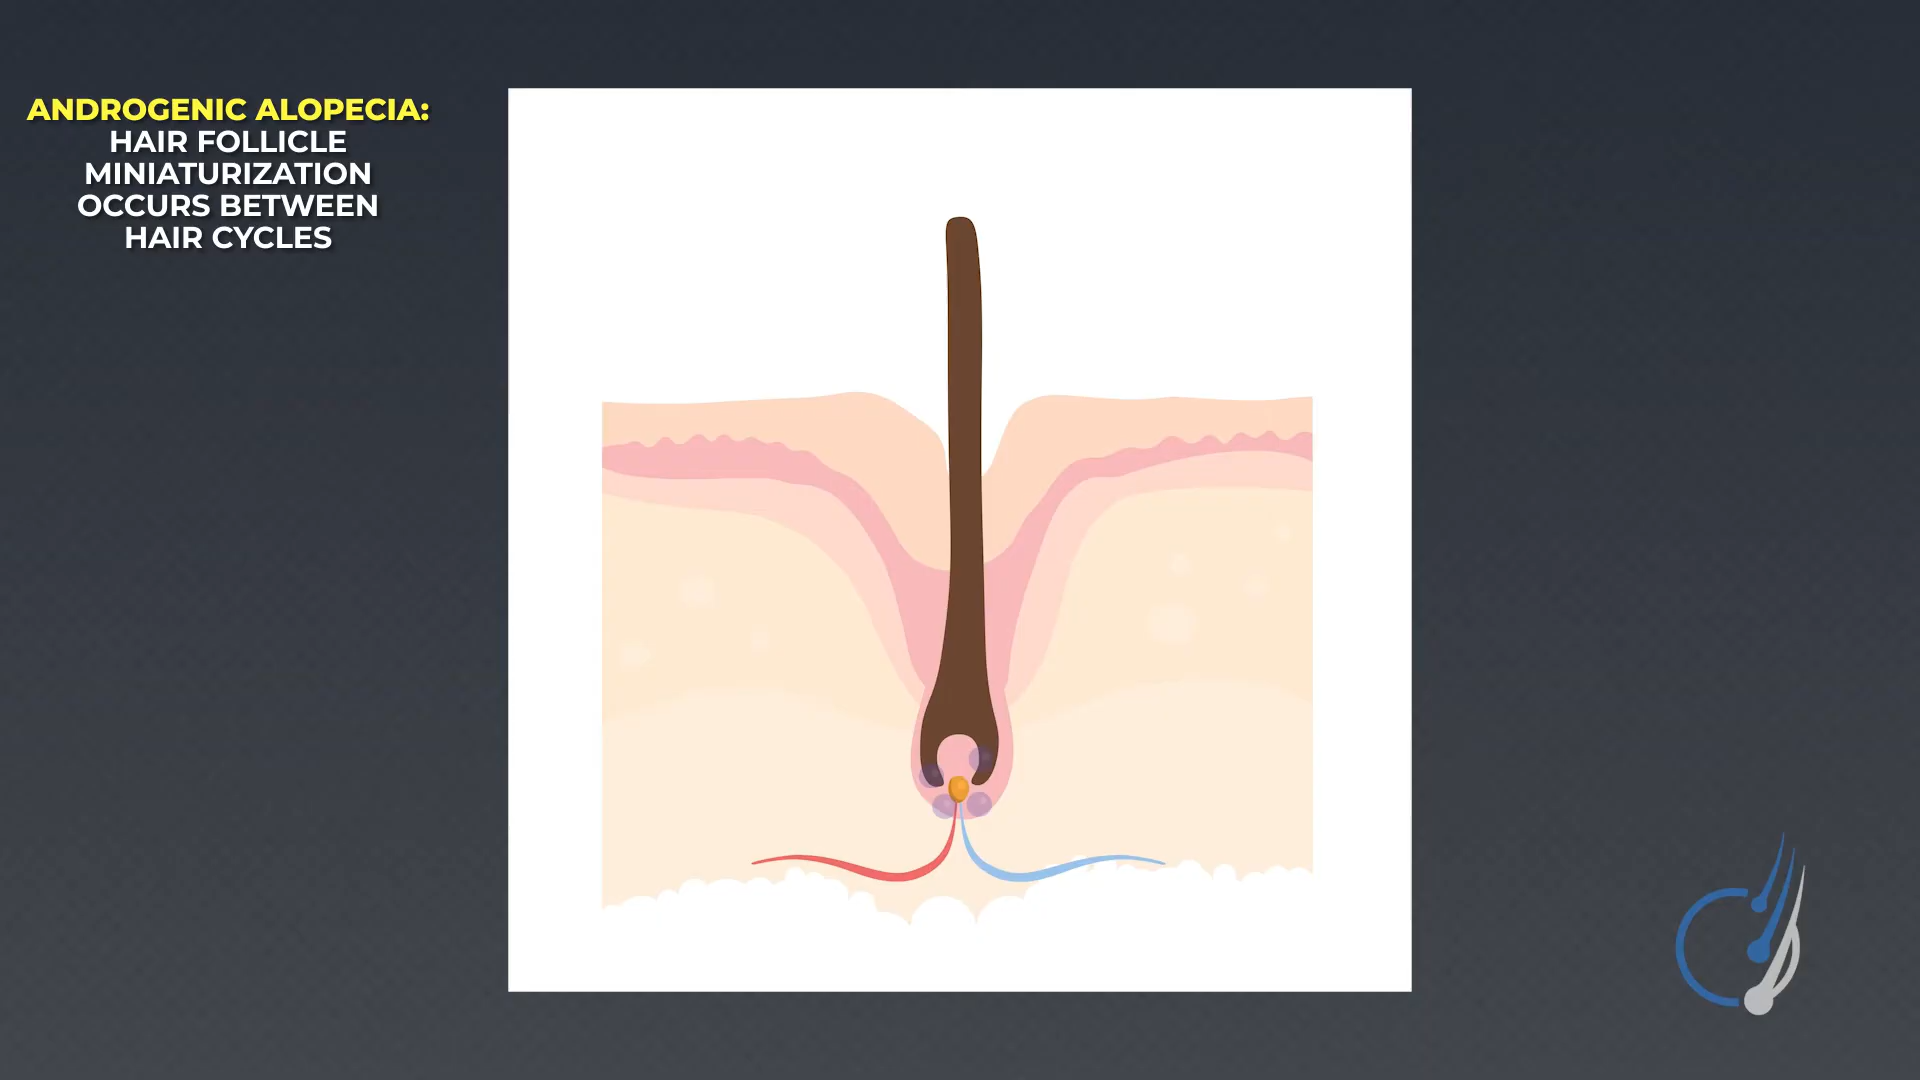 ANDROGENIC ALOPECIA:
HAIR FOLLICLE
MINIATURIZATION
OCCURS BETWEEN
HAIR CYCLES